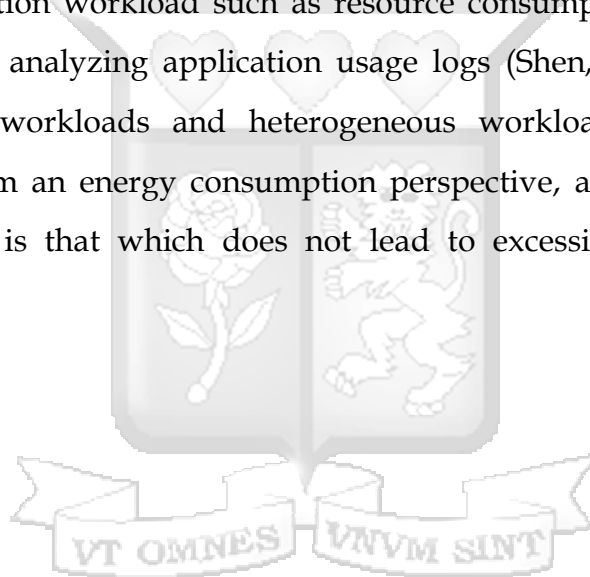 tion workload such as resource consump
analyzing application usage logs (Shen,
workloads and heterogeneous workloa
m an energy consumption perspective, a
is that which does not lead to excessi
VT OMNES VNVM SINT